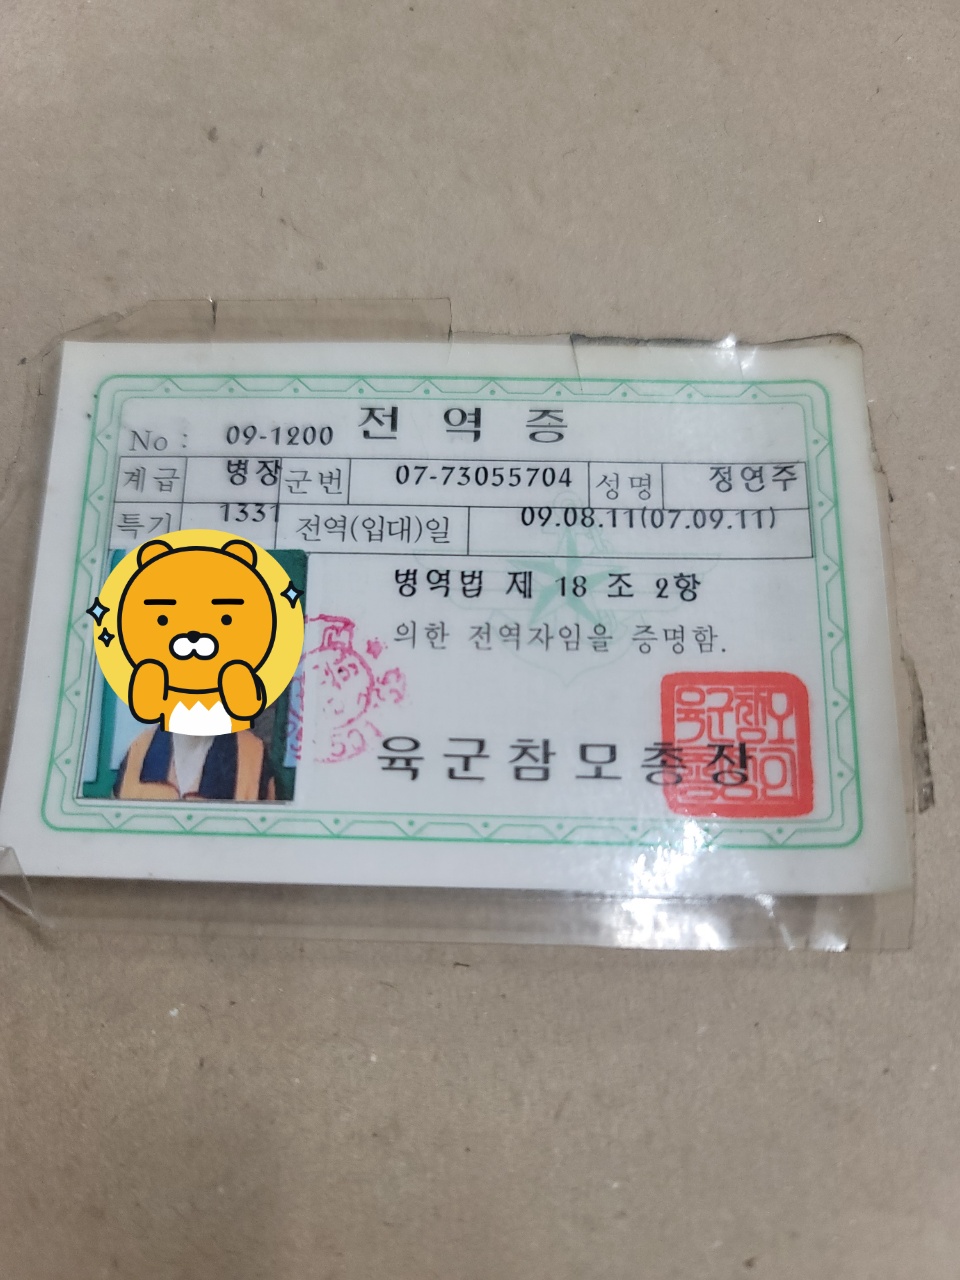 전역증
No : 09-1200
계급 병장 군번 07-73055704 성명 정연주
특기 1331 전역(입대)일 09.08.11(07.09.11)
병역법 제 18 조 2항
의한 전역자임을 증명함.
육군참모총장